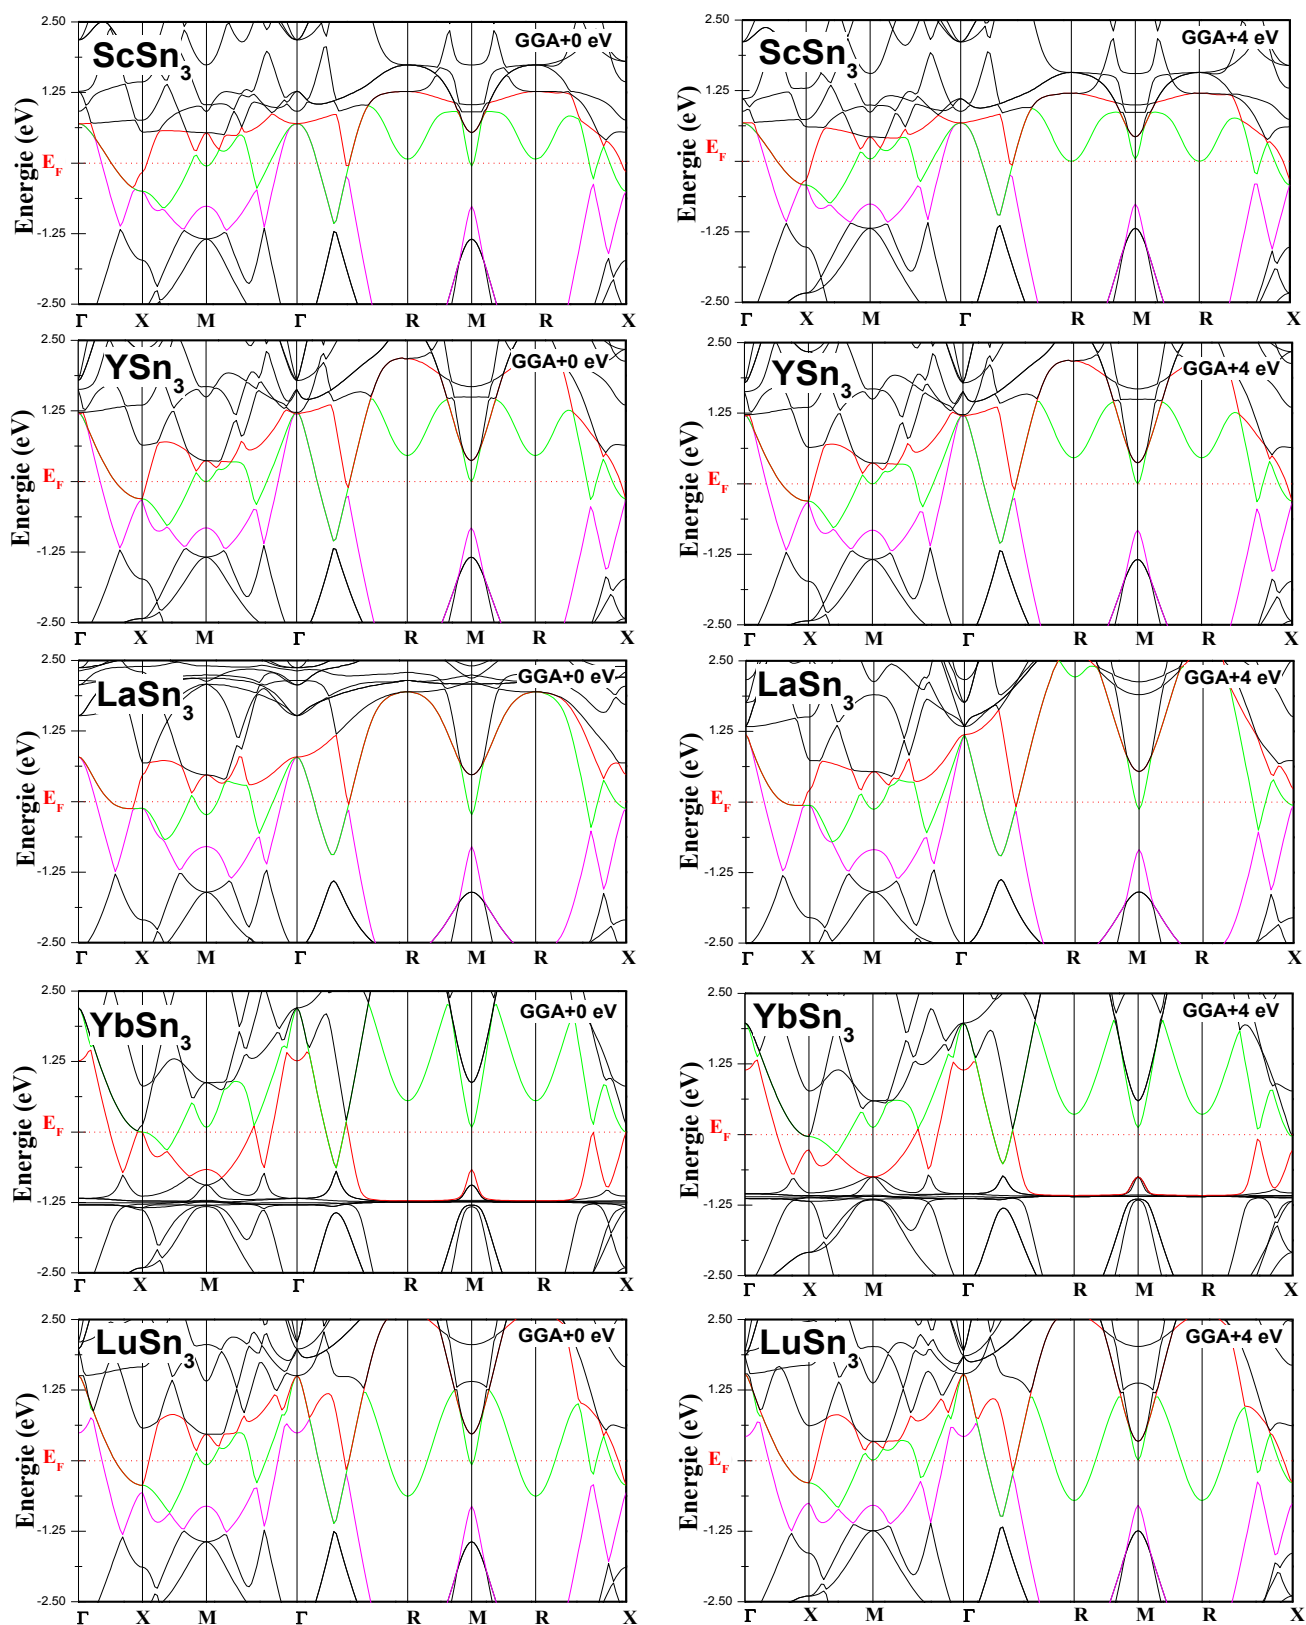 2.50
ScSn3
GGA+0 eV
1.25
EF
-1.25
-2.50
Energie (eV)
Γ X M Γ R M R X
2.50
ScSn3
GGA+4 eV
1.25
EF
-1.25
-2.50
Energie (eV)
Γ X M Γ R M R X
2.50
YSn3
GGA+0 eV
1.25
EF
-1.25
-2.50
Energie (eV)
Γ X M Γ R M R X
2.50
YSn3
GGA+4 eV
1.25
EF
-1.25
-2.50
Energie (eV)
Γ X M Γ R M R X
2.50
LaSn3
GGA+0 eV
1.25
EF
-1.25
-2.50
Energie (eV)
Γ X M Γ R M R X
2.50
LaSn3
GGA+4 eV
1.25
EF
-1.25
-2.50
Energie (eV)
Γ X M Γ R M R X
2.50
YbSn3
GGA+0 eV
1.25
EF
-1.25
-2.50
Energie (eV)
Γ X M Γ R M R X
2.50
YbSn3
GGA+4 eV
1.25
EF
-1.25
-2.50
Energie (eV)
Γ X M Γ R M R X
2.50
LuSn3
GGA+0 eV
1.25
EF
-1.25
-2.50
Energie (eV)
Γ X M Γ R M R X
2.50
LuSn3
GGA+4 eV
1.25
EF
-1.25
-2.50
Energie (eV)
Γ X M Γ R M R X